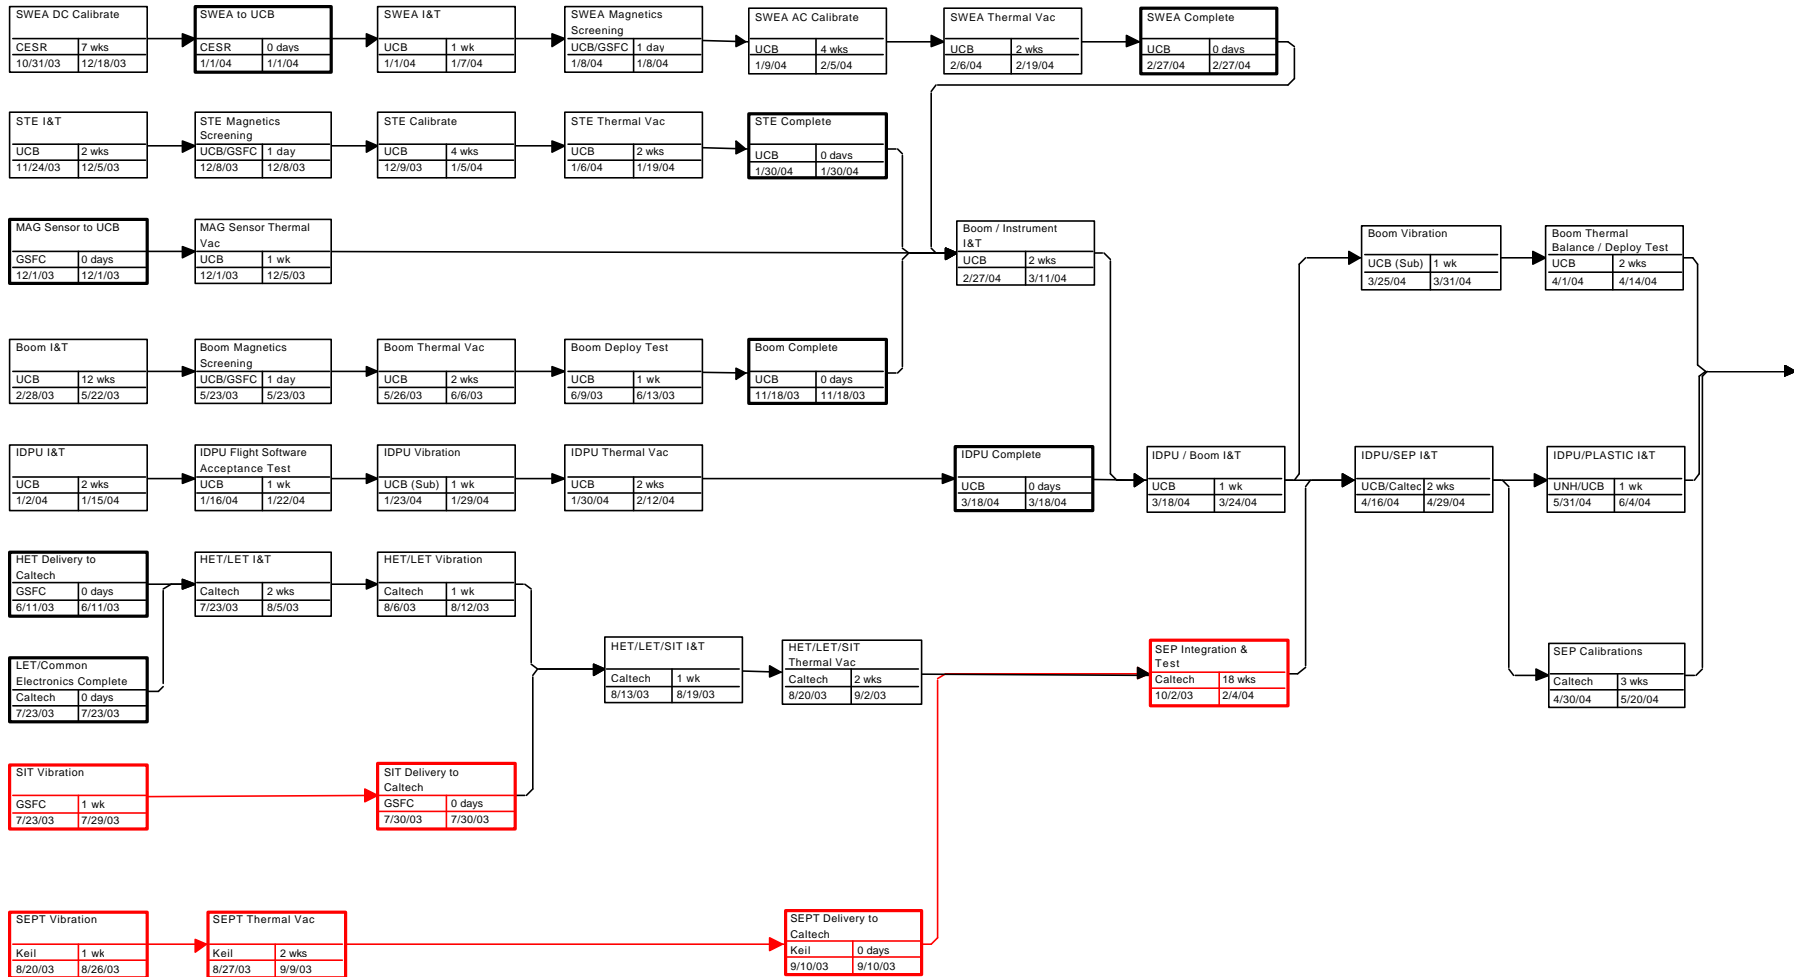 SWEA DC Calibrate
CESR 7 wks
10/31/03 12/18/03
SWEA to UCB
CESR 0 days
1/1/04 1/1/04
SWEA I&T
UCB 1 wk
1/1/04 1/7/04
SWEA Magnetics
Screening
UCB/GSFC 1 day
1/8/04 1/8/04
SWEA AC Calibrate
UCB 4 wks
1/9/04 2/5/04
SWEA Thermal Vac
UCB 2 wks
2/6/04 2/19/04
SWEA Complete
UCB 0 days
2/27/04 2/27/04
STE I&T
UCB 2 wks
11/24/03 12/5/03
STE Magnetics
Screening
UCB/GSFC 1 day
12/8/03 12/8/03
STE Calibrate
UCB 4 wks
12/9/03 1/5/04
STE Thermal Vac
UCB 2 wks
1/6/04 1/19/04
STE Complete
UCB 0 days
1/30/04 1/30/04
MAG Sensor to UCB
GSFC 0 days
12/1/03 12/1/03
MAG Sensor Thermal
Vac
UCB 1 wk
12/1/03 12/5/03
Boom / Instrument
I&T
UCB 2 wks
2/27/04 3/11/04
Boom Vibration
UCB (Sub) 1 wk
3/25/04 3/31/04
Boom Thermal
Balance / Deploy Test
UCB 2 wks
4/1/04 4/14/04
Boom I&T
UCB 12 wks
2/28/03 5/22/03
Boom Magnetics
Screening
UCB/GSFC 1 day
5/23/03 5/23/03
Boom Thermal Vac
UCB 2 wks
5/26/03 6/6/03
Boom Deploy Test
UCB 1 wk
6/9/03 6/13/03
Boom Complete
UCB 0 days
11/18/03 11/18/03
IDPU I&T
UCB 2 wks
1/2/04 1/15/04
IDPU Flight Software
Acceptance Test
UCB 1 wk
1/16/04 1/22/04
IDPU Vibration
UCB (Sub) 1 wk
1/23/04 1/29/04
IDPU Thermal Vac
UCB 2 wks
1/30/04 2/12/04
IDPU Complete
UCB 0 days
3/18/04 3/18/04
IDPU / Boom I&T
UCB 1 wk
3/18/04 3/24/04
IDPU/SEP I&T
UCB/Caltec 2 wks
4/16/04 4/29/04
IDPU/PLASTIC I&T
UNH/UCB 1 wk
5/31/04 6/4/04
HET Delivery to
Caltech
GSFC 0 days
6/11/03 6/11/03
HET/LET I&T
Caltech 2 wks
7/23/03 8/5/03
HET/LET Vibration
Caltech 1 wk
8/6/03 8/12/03
LET/Common
Electronics Complete
Caltech 0 days
7/23/03 7/23/03
HET/LET/SIT I&T
Caltech 1 wk
8/13/03 8/19/03
HET/LET/SIT
Thermal Vac
Caltech 2 wks
8/20/03 9/2/03
SEP Integration &
Test
Caltech 18 wks
10/2/03 2/4/04
SEP Calibrations
Caltech 3 wks
4/30/04 5/20/04
SIT Vibration
GSFC 1 wk
7/23/03 7/29/03
SIT Delivery to
Caltech
GSFC 0 days
7/30/03 7/30/03
SEPT Vibration
Keil 1 wk
8/20/03 8/26/03
SEPT Thermal Vac
Keil 2 wks
8/27/03 9/9/03
SEPT Delivery to
Caltech
Keil 0 days
9/10/03 9/10/03